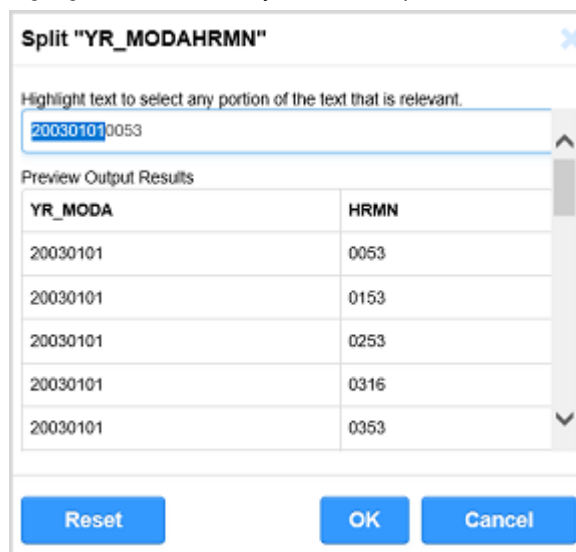 Split "YR_MODAHRMN"
Highlight text to select any portion of the text that is relevant.
200301010053
Preview Output Results
YR_MODA HRMN
20030101 0053
20030101 0153
20030101 0253
20030101 0316
20030101 0353
Reset OK Cancel